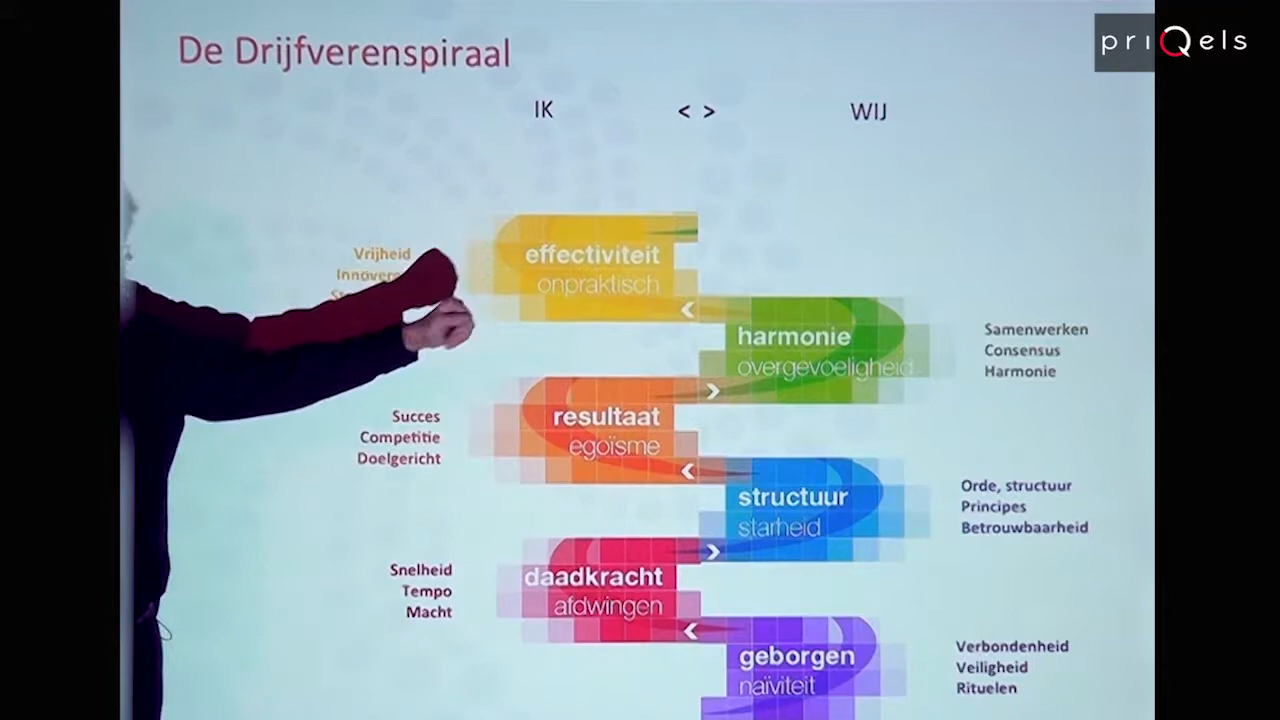 De Drijfverenspiraal
priQels
IK < > WIJ
Vrijheid
effectiviteit
onpraktisch
harmonie
overgevoeligheid
Samenwerken
Consensus
Harmonie
Succes
Competitie
Doelgericht
resultaat
egoïsme
structuur
starheid
Orde, structuur
Principes
Betrouwbaarheid
Snelheid
Tempo
Macht
daadkracht
afdwingen
geborgen
naïviteit
Verbondenheid
Veiligheid
Rituelen